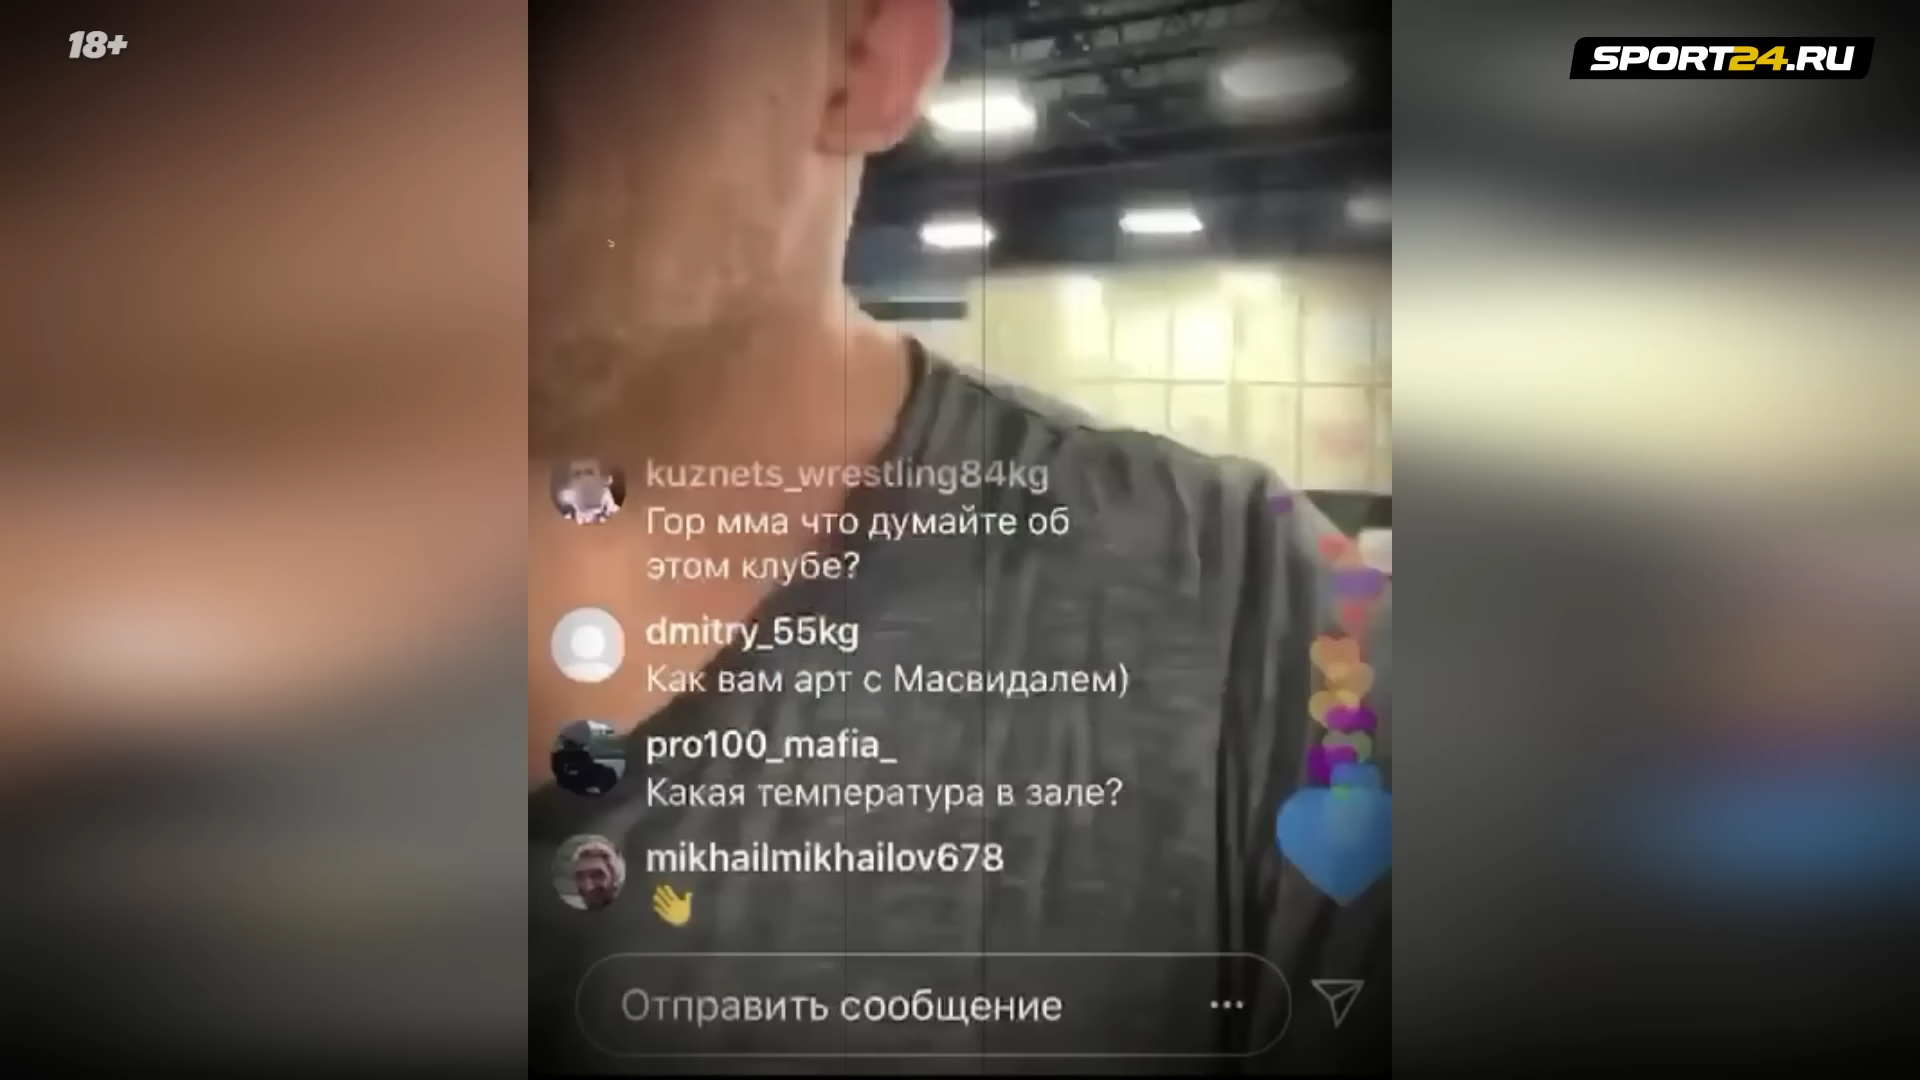 18+
SPORT24.RU
kuznets_wrestling84kg
Гор мма что думайте об
этом клубе?
dmitry_55kg
Как вам арт с Масвидалем)
pro100_mafia_
Какая температура в зале?
mikhailmikhailov678
👋
Отправить сообщение